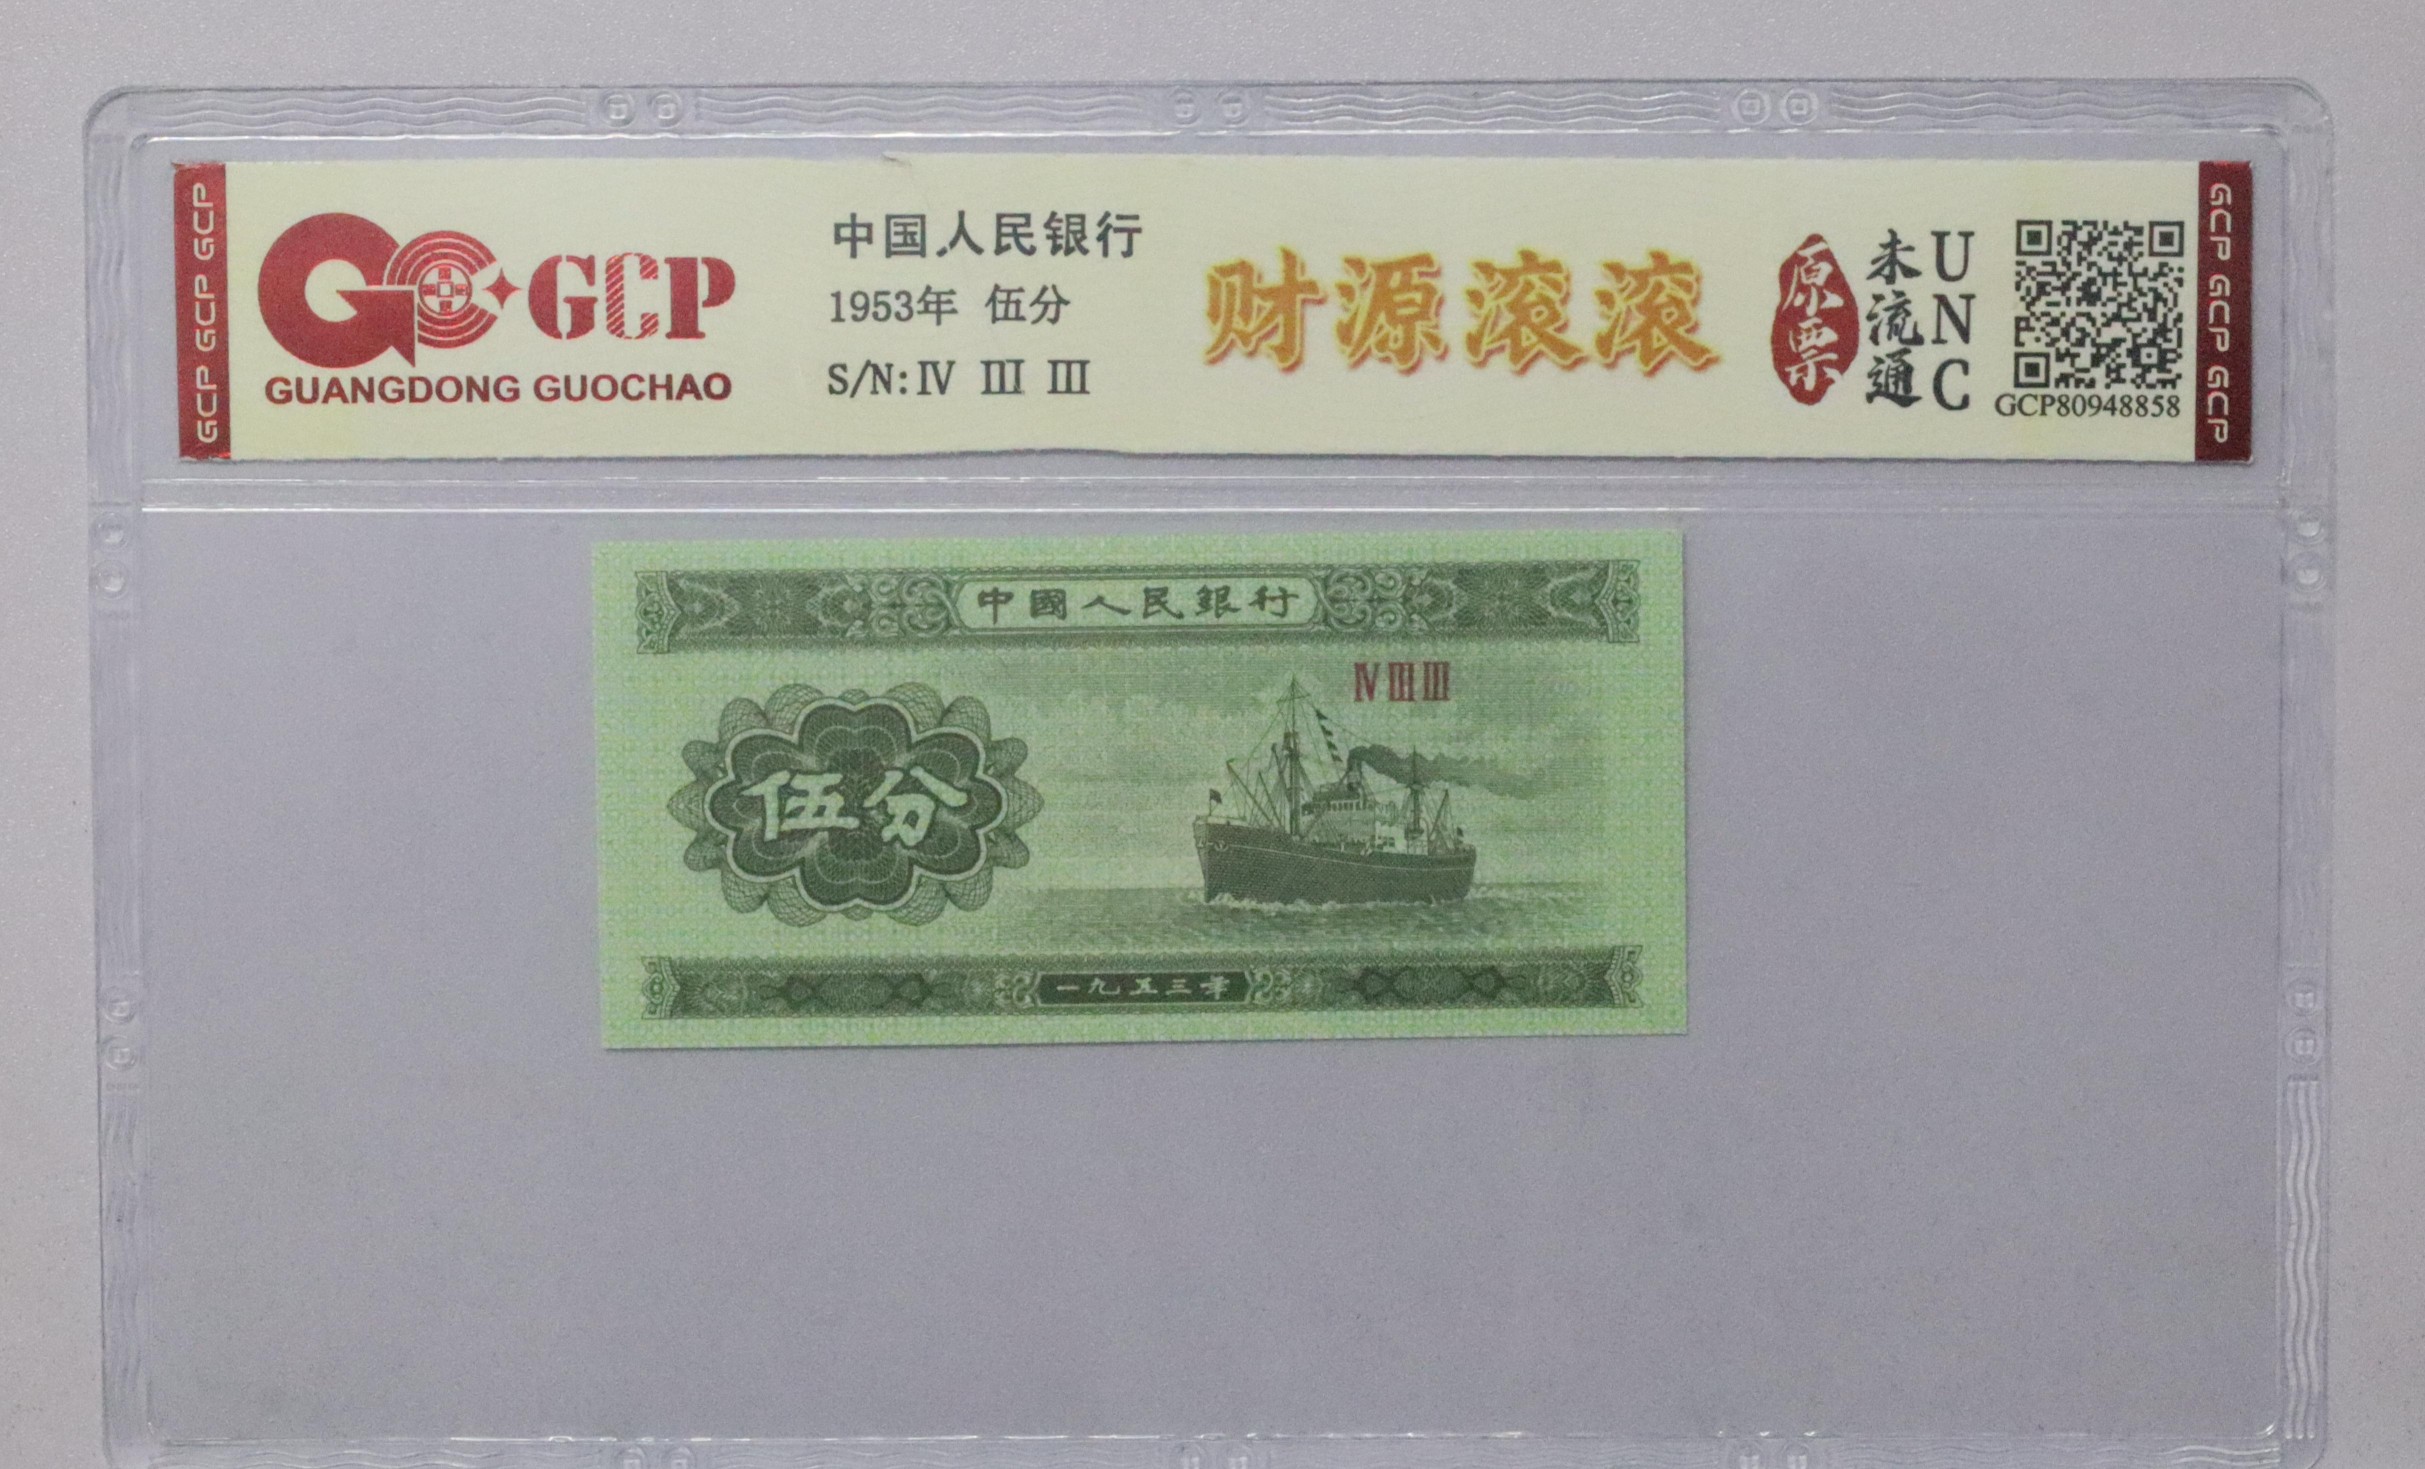 GCP GCP GCP
GCP
GUANGDONG GUOCHAO
中国人民银行
1953年 伍分
S/N: Ⅳ Ⅲ Ⅲ
财源滚滚
原票
未流通
UNC
GCP80948858
GCP GCP GCP
中國人民銀行
Ⅳ Ⅲ Ⅲ
伍分
一九五三年